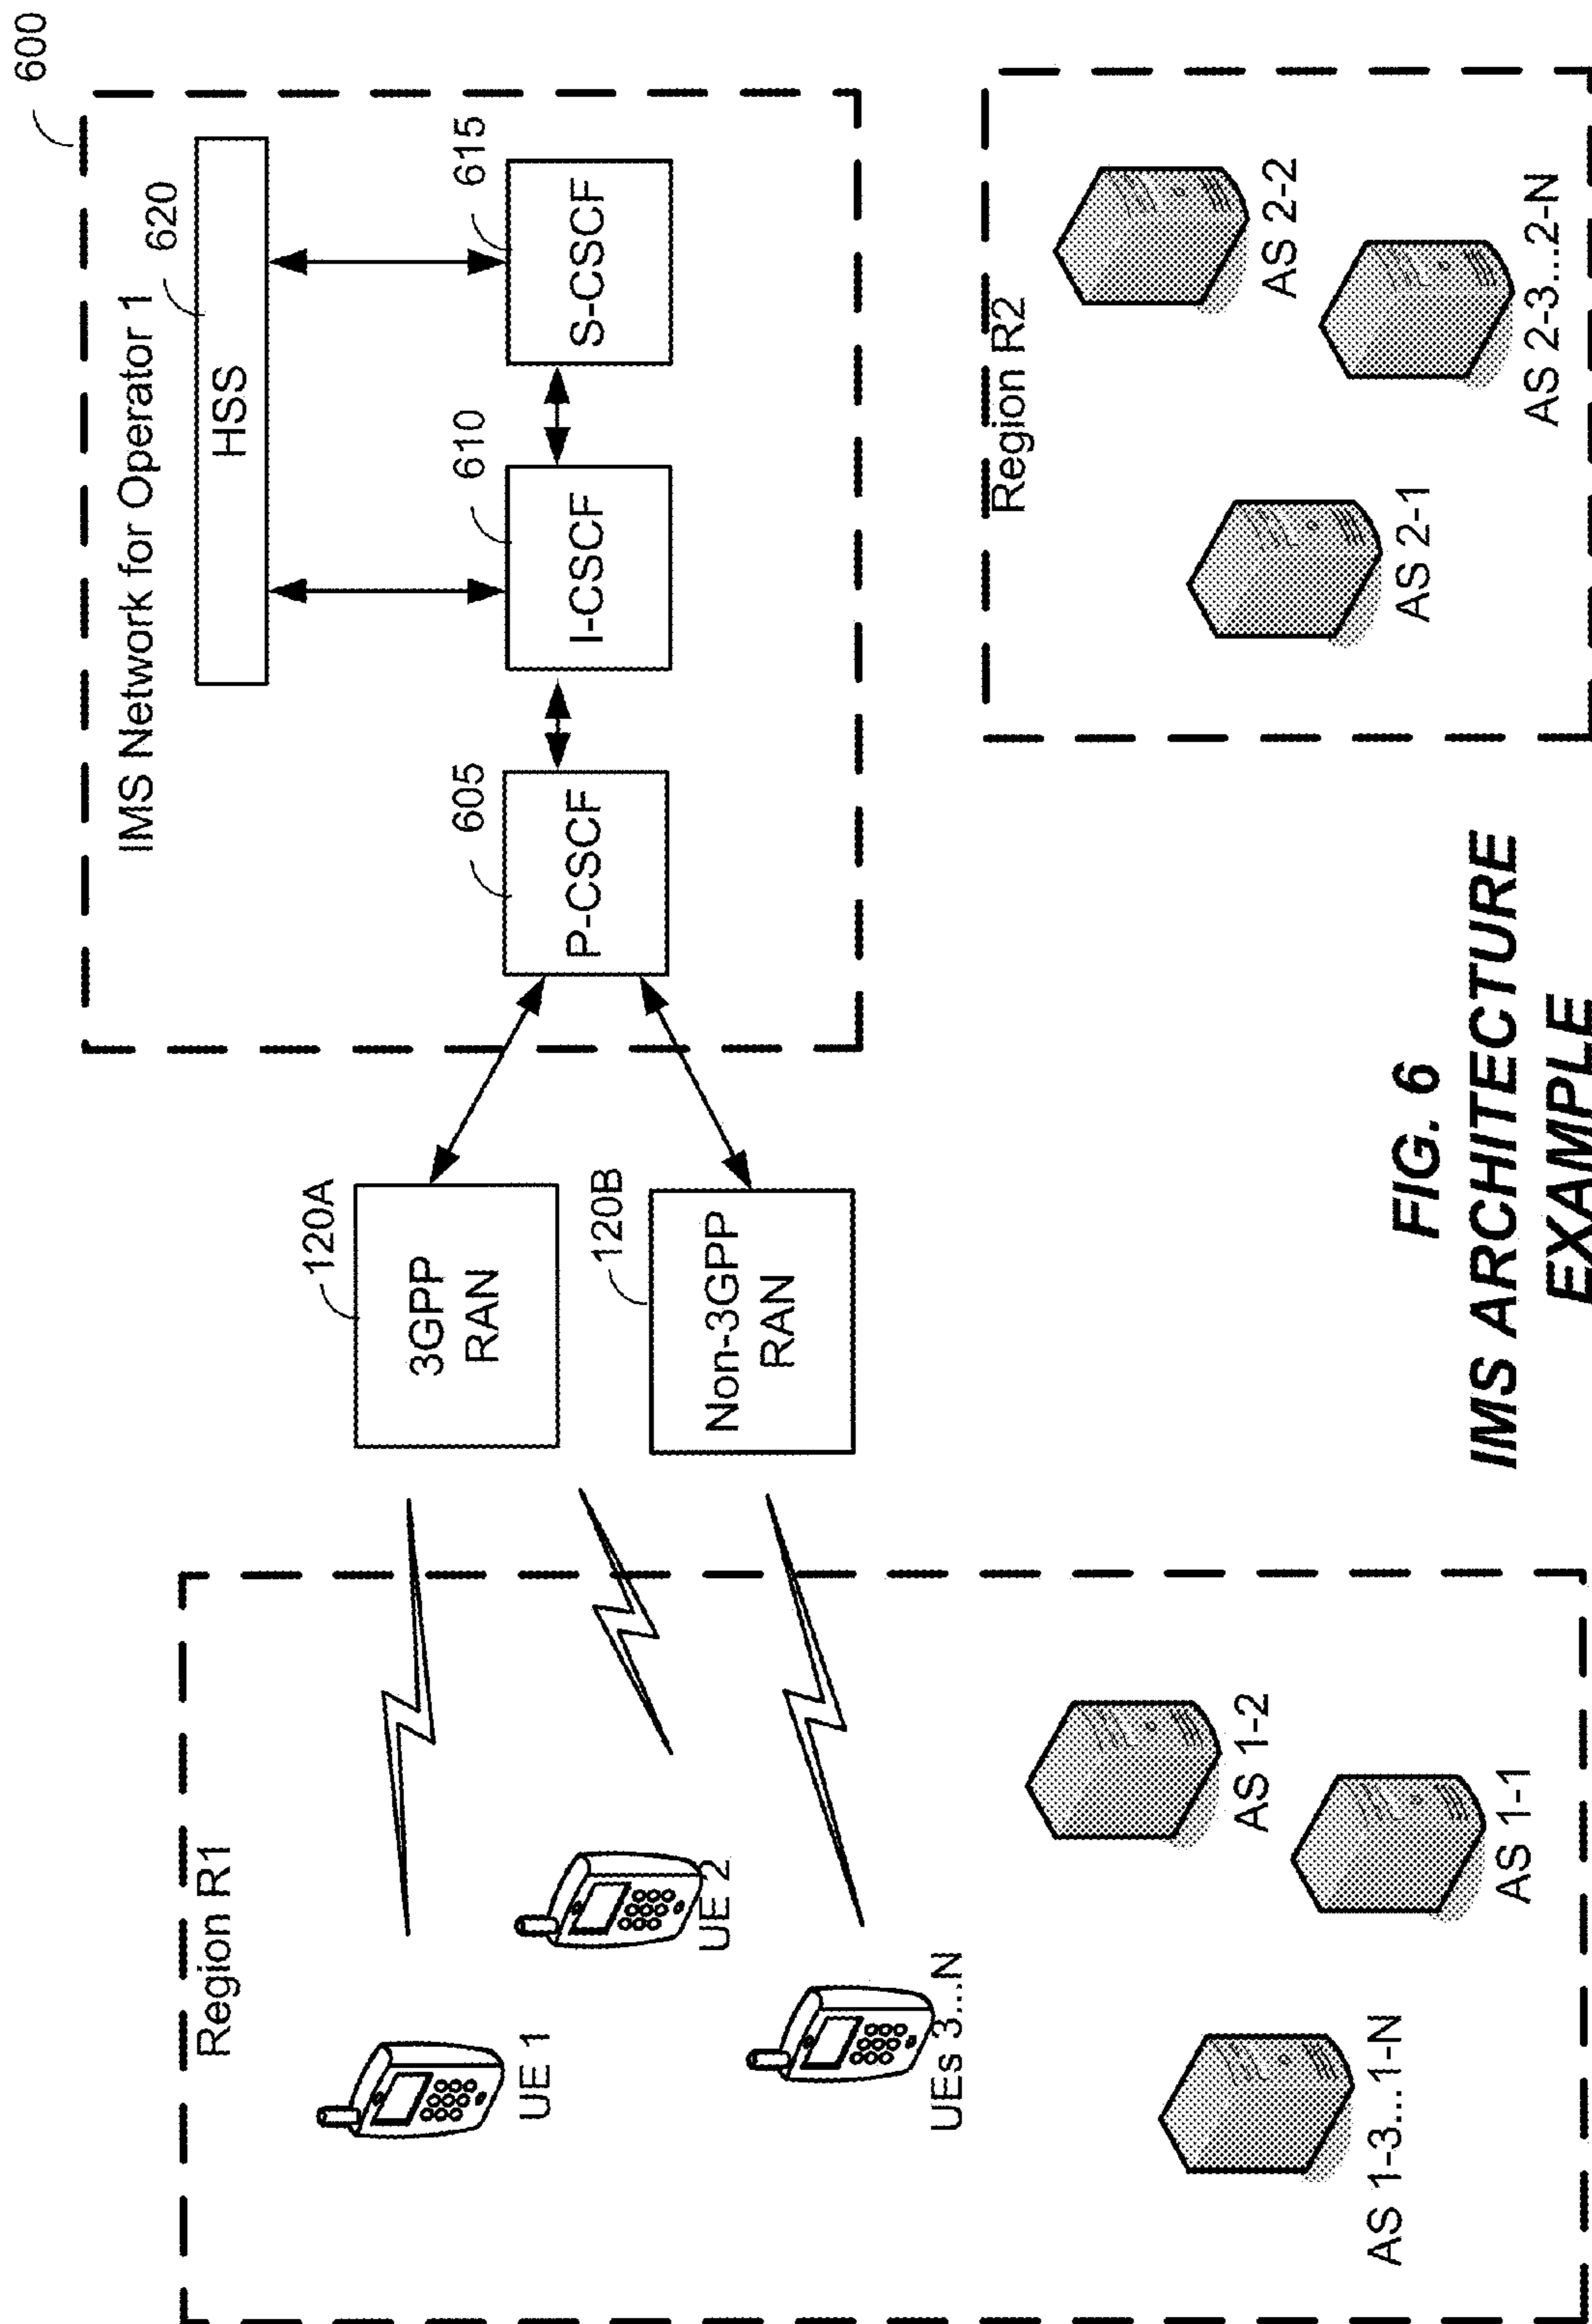 600
IMS Network for Operator 1
620
HSS
605
P-CSCF
610
I-CSCF
615
S-CSCF
120A
3GPP
RAN
120B
Non-3GPP
RAN
Region R1
UE 1
UE 2
UEs 3...N
AS 1-2
AS 1-1
AS 1-3...1-N
Region R2
AS 2-2
AS 2-1
AS 2-3...2-N
FIG. 6
IMS ARCHITECTURE
EXAMPLE